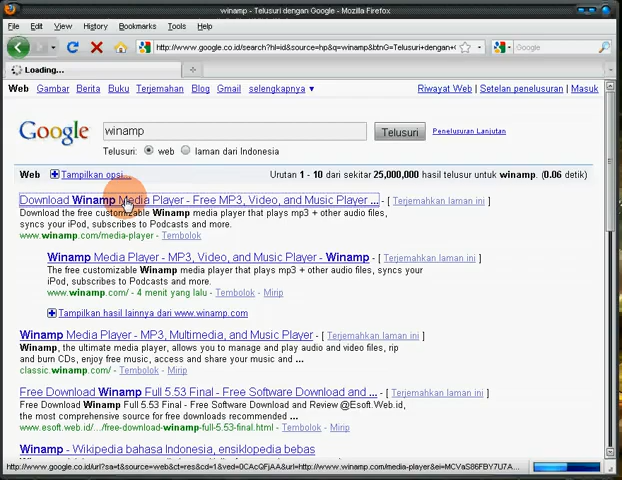 winamp - Telusuri dengan Google - Mozilla Firefox
File Edit View History Bookmarks Tools Help
http://www.google.co.id/search?hl=id&source=hp&q=winamp&btnG=Telusuri+dengan+G Google
Loading...
Web Gambar Berita Buku Terjemahan Blog Gmail selengkapnya ▼ Riwayat Web | Setelan penelusuran | Masuk
Google winamp Telusuri Penelusuran Lanjutan
Telusuri: web laman dari Indonesia
Web Tampilkan opsi... Urutan 1 - 10 dari sekitar 25,000,000 hasil telusur untuk winamp. (0.06 detik)
Download Winamp Media Player - Free MP3, Video, and Music Player ... - [ Terjemahkan laman ini ]
Download the free customizable Winamp media player that plays mp3 + other audio files,
syncs your iPod, subscribes to Podcasts and more.
www.winamp.com/media-player - Tembolok
Winamp Media Player - MP3, Video, and Music Player - Winamp - [ Terjemahkan laman ini ]
The free customizable Winamp media player that plays mp3 + other audio files, syncs your
iPod, subscribes to Podcasts and more.
www.winamp.com/ - 4 menit yang lalu - Tembolok - Mirip
Tampilkan hasil lainnya dari www.winamp.com
Winamp Media Player - MP3, Multimedia, and Music Player - [ Terjemahkan laman ini ]
Winamp, the ultimate media player, allows you to manage and play audio and video files, rip
and burn CDs, enjoy free music, access and share your music and ...
classic.winamp.com/ - Tembolok - Mirip
Free Download Winamp Full 5.53 Final - Free Software Download and ... - [ Terjemahkan laman ini ]
Free Download Winamp Full 5.53 Final - Free Software Download and Review @Esoft.Web.id,
the most comprehensive source for free downloads recommended ...
www.esoft.web.id/.../free-download-winamp-full-5.53-final.html - Tembolok - Mirip
Winamp - Wikipedia bahasa Indonesia, ensiklopedia bebas